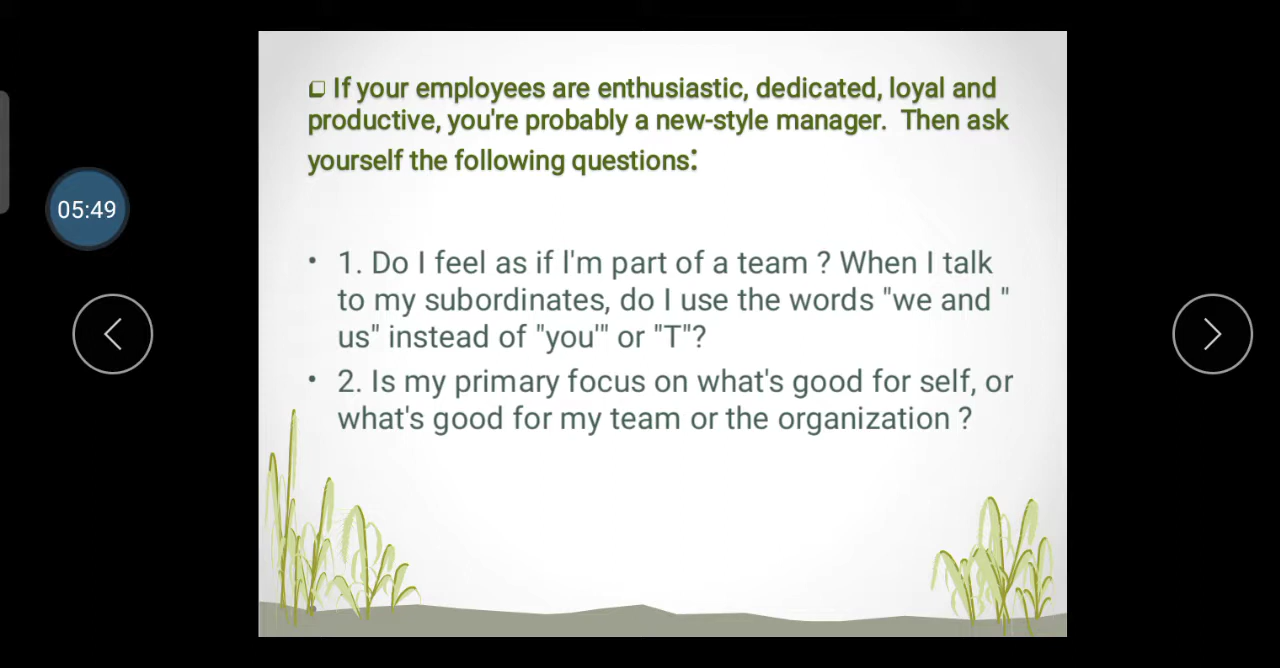 ❑ If your employees are enthusiastic, dedicated, loyal and
productive, you're probably a new-style manager.  Then ask
yourself the following questions:
05:49
• 1. Do I feel as if I'm part of a team ? When I talk
to my subordinates, do I use the words "we and "
us" instead of "you'" or "T"?
• 2. Is my primary focus on what's good for self, or
what's good for my team or the organization ?